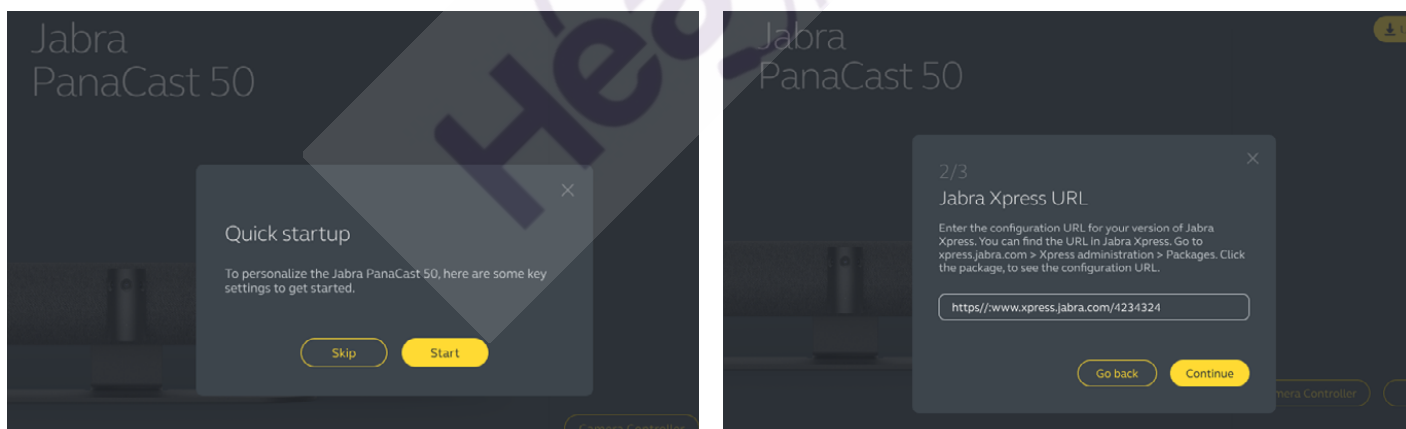 Jabra
PanaCast 50
Quick startup
To personalize the Jabra PanaCast 50, here are some key
settings to get started.
Skip
Start
Camera Controller
Jabra
PanaCast 50
2/3
Jabra Xpress URL
Enter the configuration URL for your version of Jabra
Xpress. You can find the URL in Jabra Xpress. Go to
xpress.jabra.com > Xpress administration > Packages. Click
the package, to see the configuration URL.
https//:www.xpress.jabra.com/4234324
Go back
Continue
mera Controller